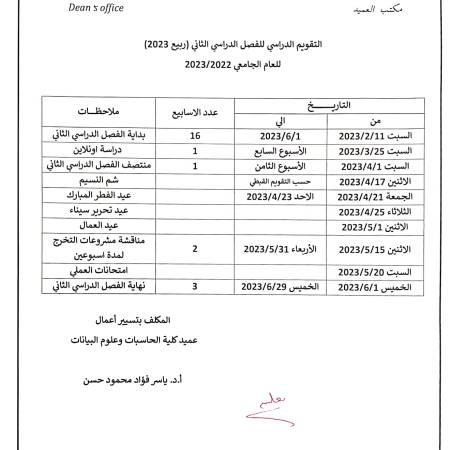 Dean's office
مكتب العميد
التقويم الدراسي للفصل الدراسي الثاني (ربيع 2023)
للعام الجامعي 2023/2022
التاريخ عدد الاسابيع ملاحظات
من الي
السبت 2023/2/11 2023/6/1 16 بداية الفصل الدراسي الثاني
السبت 2023/3/25 الأسبوع السابع 1 دراسة اونلاين
السبت 2023/4/1 الأسبوع الثامن 1 منتصف الفصل الدراسي الثاني
الاثنين 2023/4/17 حسب التقويم القبطي شم النسيم
الجمعة 2023/4/21 الاحد 2023/4/23 عيد الفطر المبارك
الثلاثاء 2023/4/25 عيد تحرير سيناء
الاثنين 2023/5/1 عيد العمال
الاثنين 2023/5/15 الأربعاء 2023/5/31 2 مناقشة مشروعات التخرج
لمدة اسبوعين
السبت 2023/5/20 امتحانات العملي
الخميس 2023/6/1 الخميس 2023/6/29 3 نهاية الفصل الدراسي الثاني
المكلف بتسيير أعمال
عميد كلية الحاسبات وعلوم البيانات
أ.د. ياسر فؤاد محمود حسن